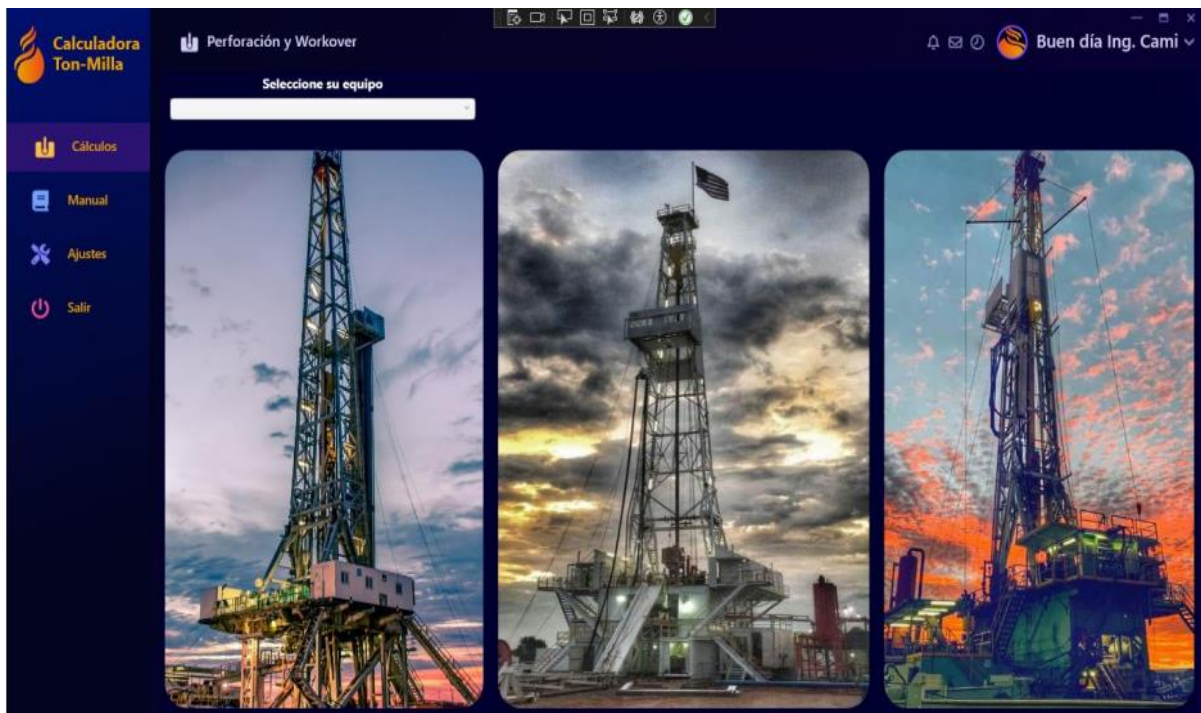 Calculadora
Ton-Milla
Perforación y Workover
Buen día Ing. Cami
Seleccione su equipo
Cálculos
Manual
Ajustes
Salir